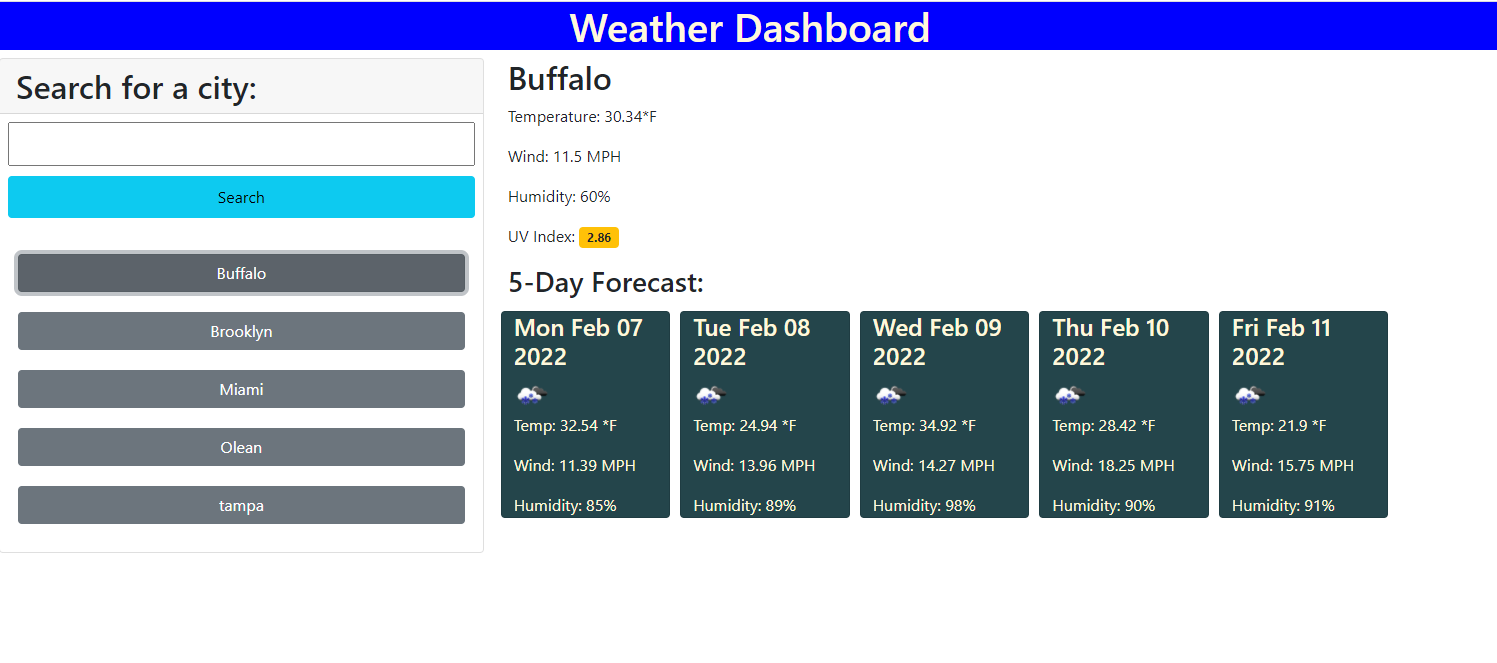 Weather Dashboard
Search for a city:
Search
Buffalo
Brooklyn
Miami
Olean
tampa
Buffalo
Temperature: 30.34*F
Wind: 11.5 MPH
Humidity: 60%
UV Index: 2.86
5-Day Forecast:
Mon Feb 07
2022
Temp: 32.54 *F
Wind: 11.39 MPH
Humidity: 85%
Tue Feb 08
2022
Temp: 24.94 *F
Wind: 13.96 MPH
Humidity: 89%
Wed Feb 09
2022
Temp: 34.92 *F
Wind: 14.27 MPH
Humidity: 98%
Thu Feb 10
2022
Temp: 28.42 *F
Wind: 18.25 MPH
Humidity: 90%
Fri Feb 11
2022
Temp: 21.9 *F
Wind: 15.75 MPH
Humidity: 91%